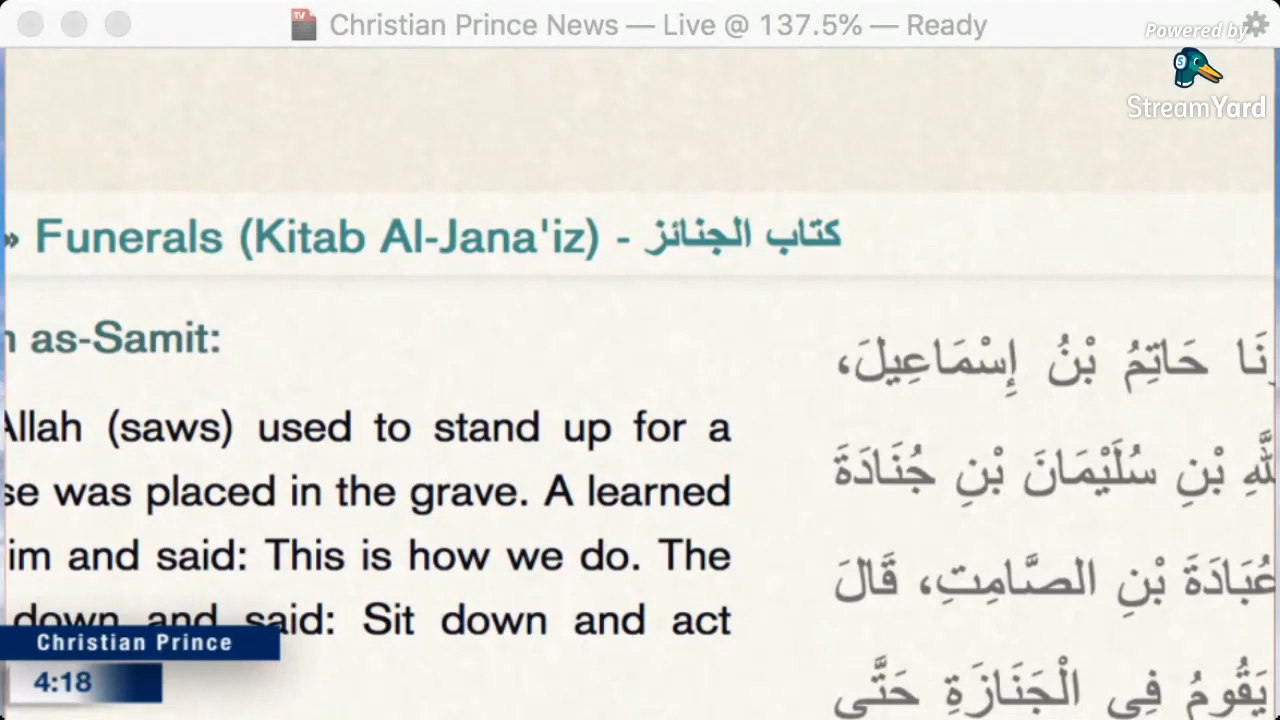 Christian Prince News — Live @ 137.5% — Ready
Powered by
StreamYard
» Funerals (Kitab Al-Jana'iz) - كتاب الجنائز
as-Samit:
Allah (saws) used to stand up for a
was placed in the grave. A learned
and said: This is how we do. The
down and said: Sit down and act
حَاتِمُ بْنُ إِسْمَاعِيلَ،
بْنِ سُلَيْمَانَ بْنِ جُنَادَةَ
عُبَادَةَ بْنِ الصَّامِتِ، قَالَ
يَقُومُ فِي الْجَنَازَةِ حَتَّى
Christian Prince
4:18